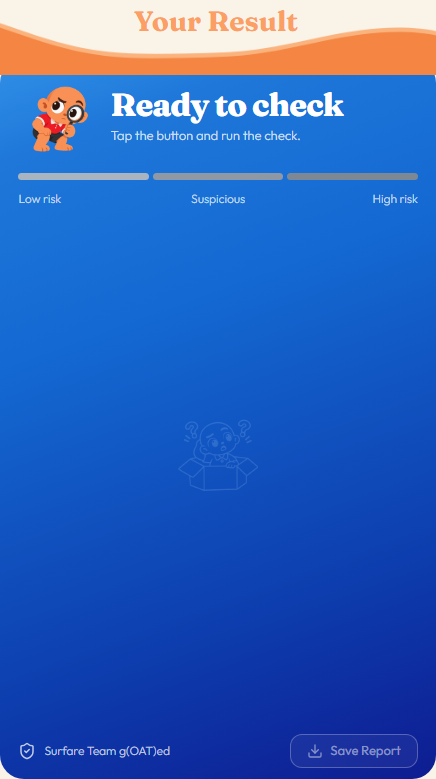 Your Result
Ready to check
Tap the button and run the check.
Low risk Suspicious High risk
Surfare Team g(OAT)ed Save Report